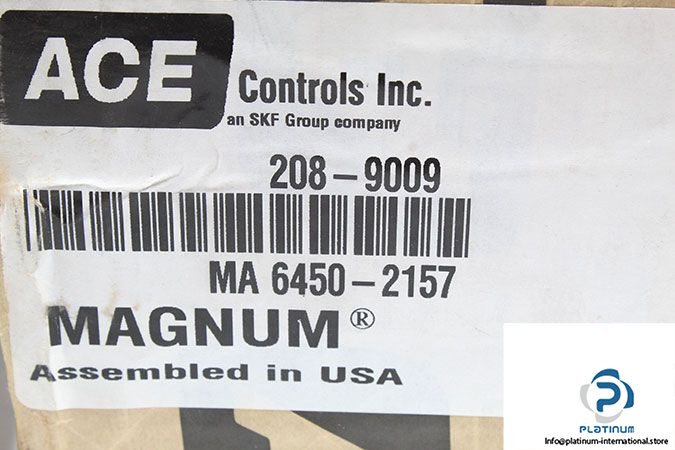 ACE
Controls Inc.
an SKF Group company
208-9009
MA 6450-2157
MAGNUM®
Assembled in USA
PLATINUM
Info@platinum-international.store